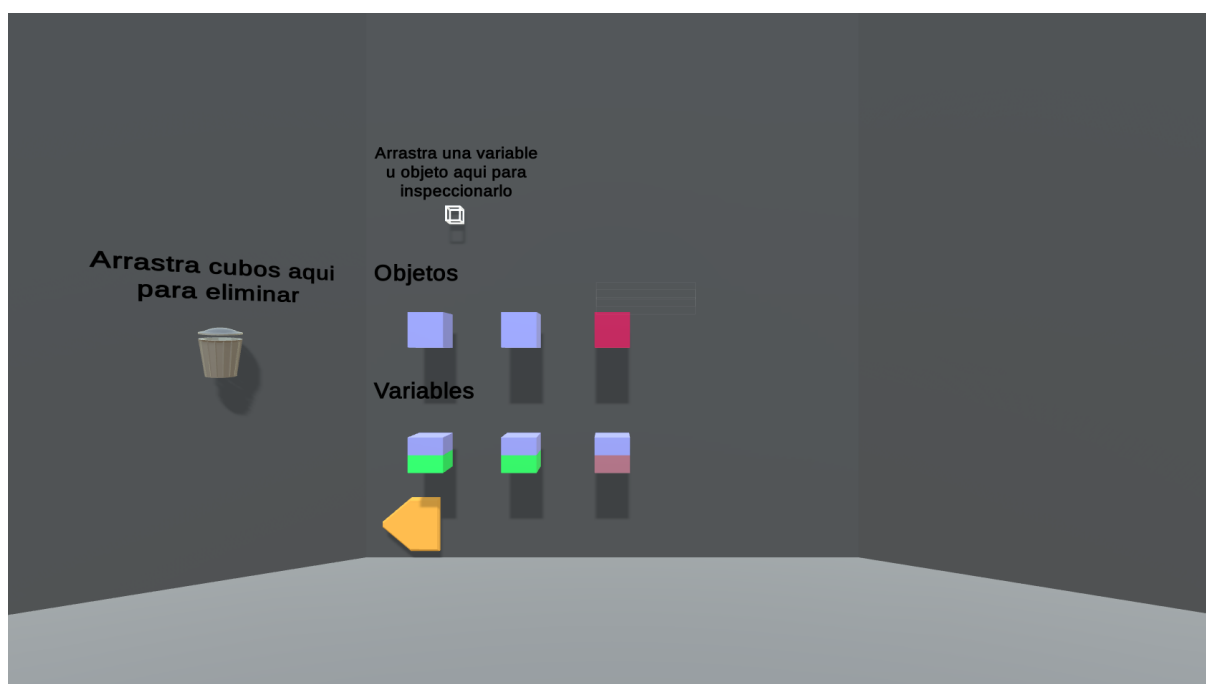 Arrastra una variable
u objeto aqui para
inspeccionarlo
Arrastra cubos aqui
para eliminar
Objetos
Variables